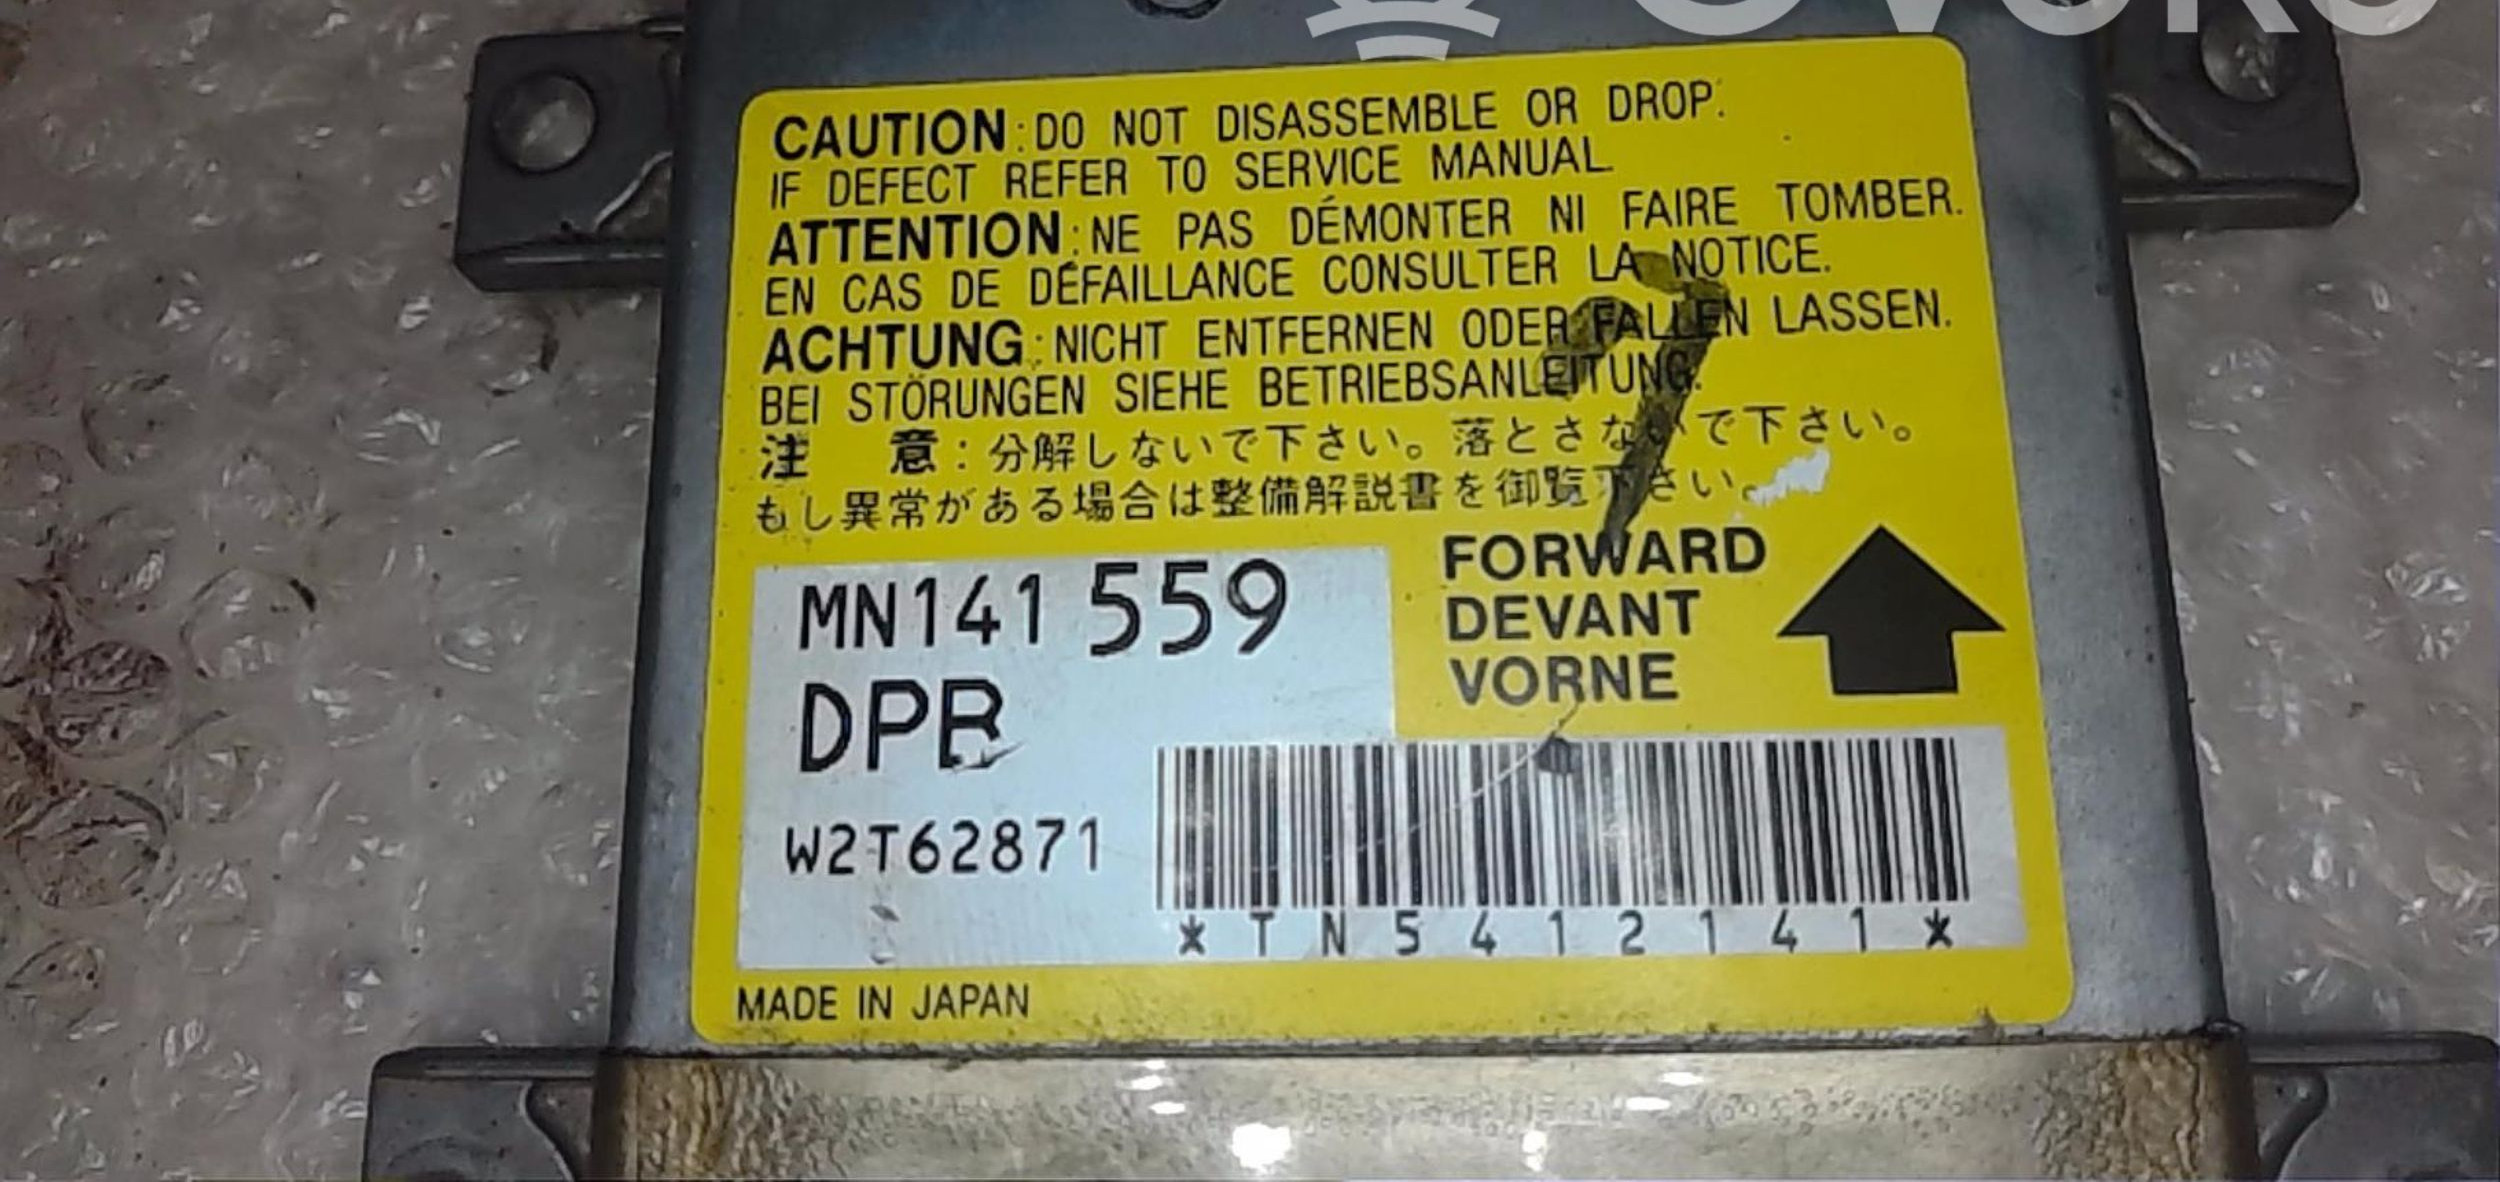 CAUTION:DO NOT DISASSEMBLE OR DROP.
IF DEFECT REFER TO SERVICE MANUAL.
ATTENTION:NE PAS DÉMONTER NI FAIRE TOMBER.
EN CAS DE DÉFAILLANCE CONSULTER LA NOTICE.
ACHTUNG:NICHT ENTFERNEN ODER FALLEN LASSEN.
BEI STÖRUNGEN SIEHE BETRIEBSANLEITUNG.
注 意：分解しないで下さい。落とさないで下さい。
もし異常がある場合は整備解説書を御覧下さい。
MN141 559
DPB
W2T62871
FORWARD
DEVANT
VORNE
*TN5412141*
MADE IN JAPAN